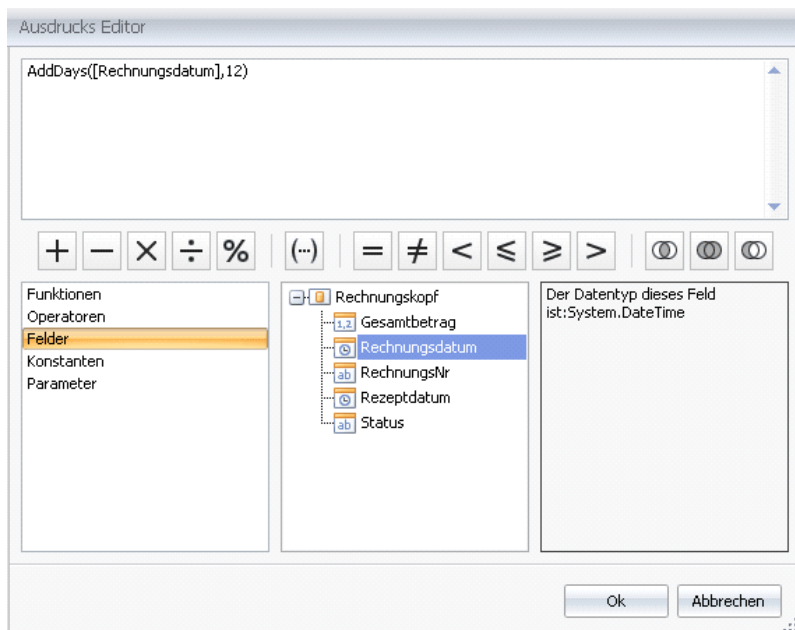 Ausdrucks Editor
AddDays([Rechnungsdatum],12)
+ − × ÷ % (···) = ≠ < ≤ ≥ >
Funktionen
Operatoren
Felder
Konstanten
Parameter
Rechnungskopf
1,2 Gesamtbetrag
Rechnungsdatum
ab RechnungsNr
Rezeptdatum
ab Status
Der Datentyp dieses Feld
ist:System.DateTime
Ok Abbrechen